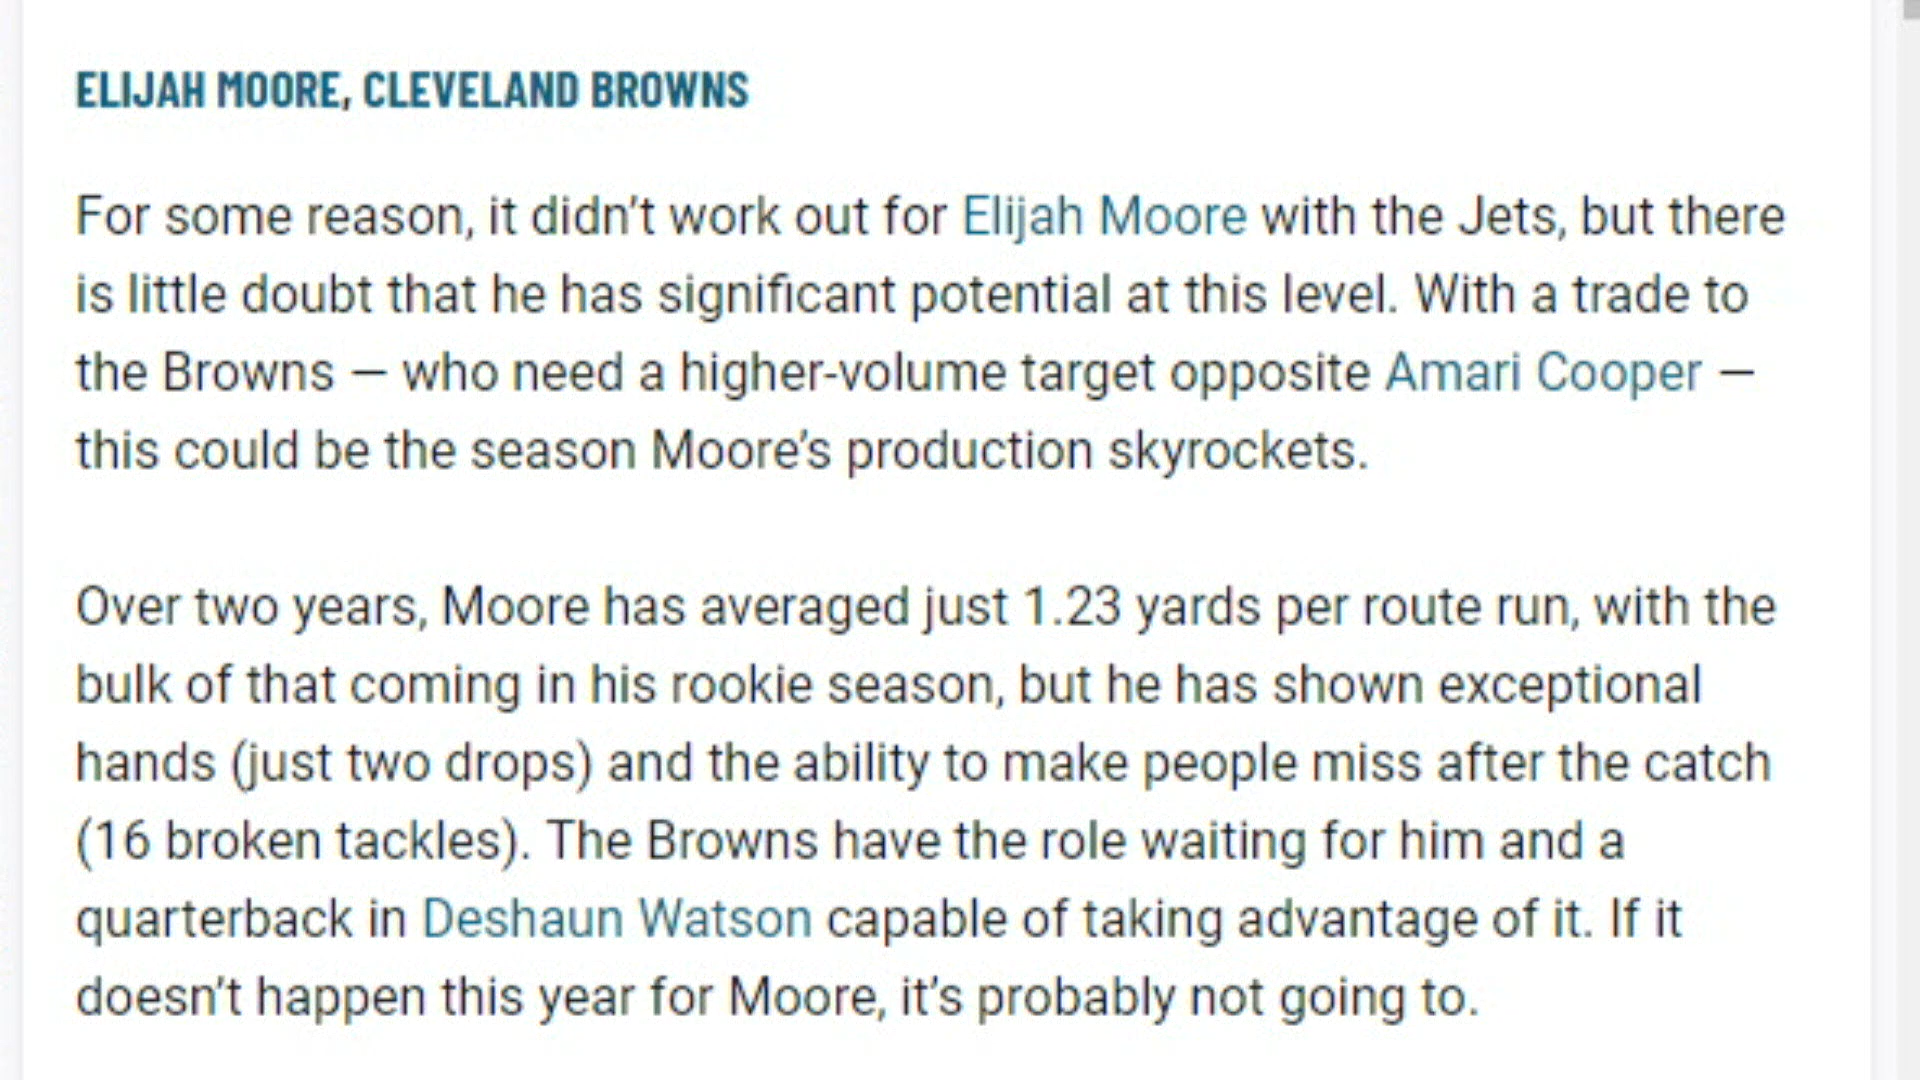 ELIJAH MOORE, CLEVELAND BROWNS
For some reason, it didn’t work out for Elijah Moore with the Jets, but there
is little doubt that he has significant potential at this level. With a trade to
the Browns — who need a higher-volume target opposite Amari Cooper —
this could be the season Moore’s production skyrockets.
Over two years, Moore has averaged just 1.23 yards per route run, with the
bulk of that coming in his rookie season, but he has shown exceptional
hands (just two drops) and the ability to make people miss after the catch
(16 broken tackles). The Browns have the role waiting for him and a
quarterback in Deshaun Watson capable of taking advantage of it. If it
doesn’t happen this year for Moore, it’s probably not going to.